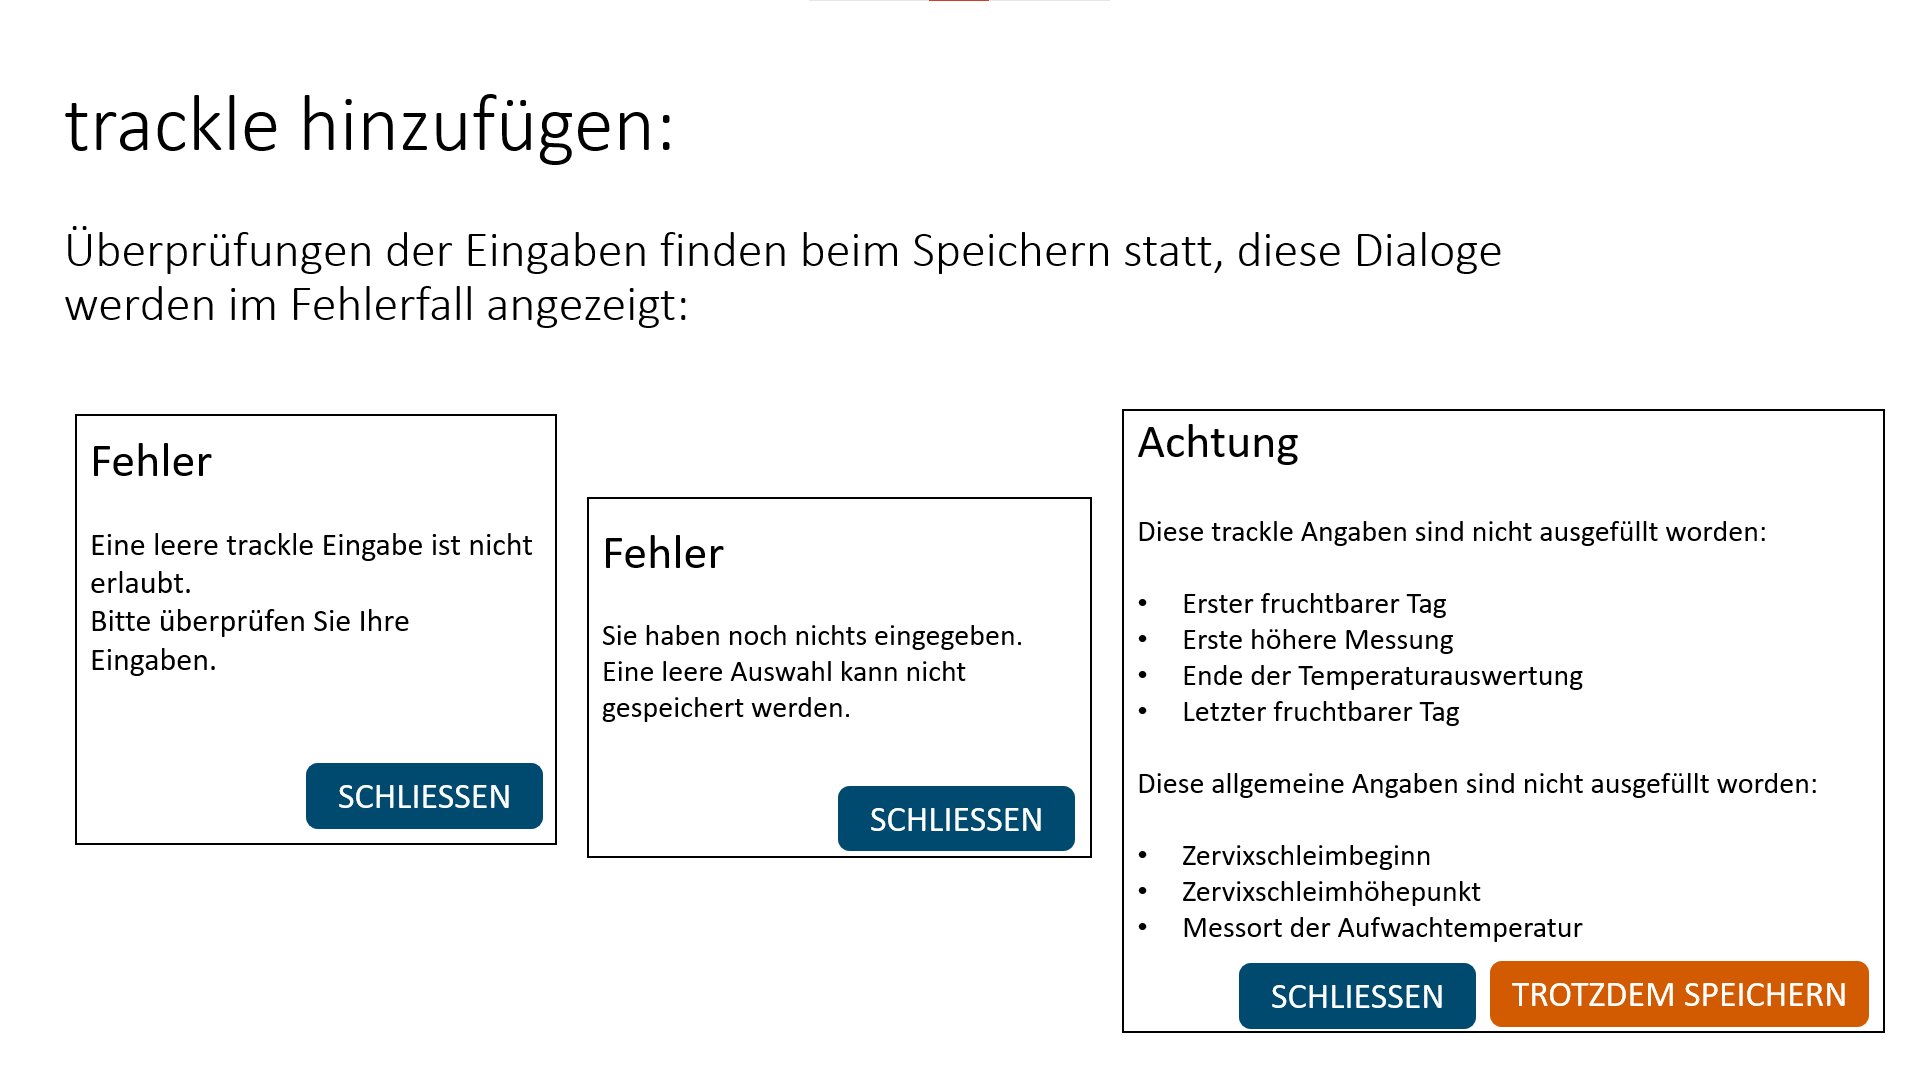 trackle hinzufügen:
Überprüfungen der Eingaben finden beim Speichern statt, diese Dialoge
werden im Fehlerfall angezeigt:
Fehler
Eine leere trackle Eingabe ist nicht
erlaubt.
Bitte überprüfen Sie Ihre
Eingaben.
SCHLIESSEN
Fehler
Sie haben noch nichts eingegeben.
Eine leere Auswahl kann nicht
gespeichert werden.
SCHLIESSEN
Achtung
Diese trackle Angaben sind nicht ausgefüllt worden:
• Erster fruchtbarer Tag
• Erste höhere Messung
• Ende der Temperaturauswertung
• Letzter fruchtbarer Tag
Diese allgemeine Angaben sind nicht ausgefüllt worden:
• Zervixschleimbeginn
• Zervixschleimhöhepunkt
• Messort der Aufwachtemperatur
SCHLIESSEN
TROTZDEM SPEICHERN